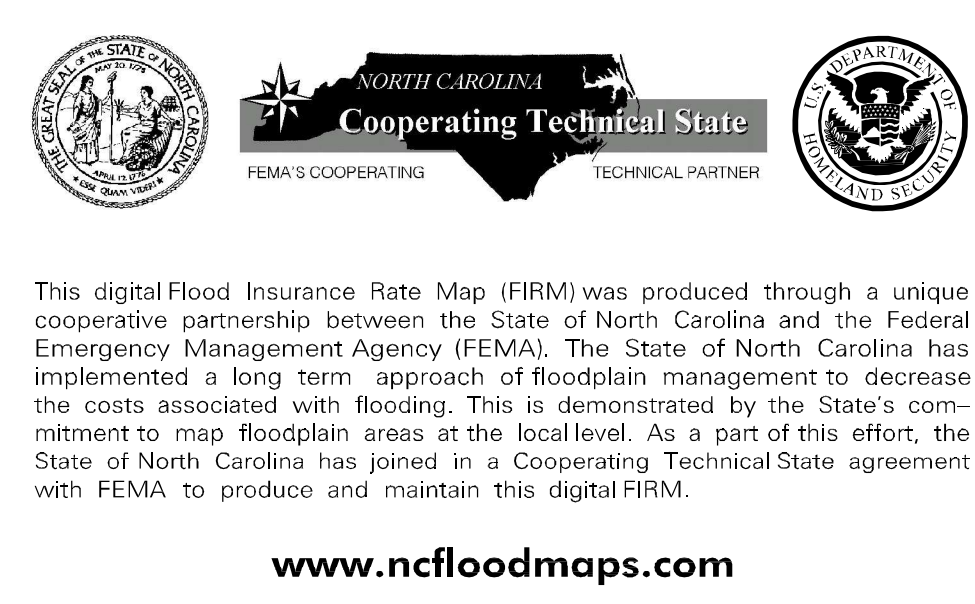 THE GREAT SEAL OF THE STATE OF NORTH CAROLINA
MAY 20, 1775
APRIL 12, 1776
ESSE QUAM VIDERI
NORTH CAROLINA
Cooperating Technical State
FEMA'S COOPERATING TECHNICAL PARTNER
U.S. DEPARTMENT OF
HOMELAND SECURITY
This digital Flood Insurance Rate Map (FIRM) was produced through a unique
cooperative partnership between the State of North Carolina and the Federal
Emergency Management Agency (FEMA). The State of North Carolina has
implemented a long term approach of floodplain management to decrease
the costs associated with flooding. This is demonstrated by the State's com–
mitment to map floodplain areas at the local level. As a part of this effort, the
State of North Carolina has joined in a Cooperating Technical State agreement
with FEMA to produce and maintain this digital FIRM.
www.ncfloodmaps.com